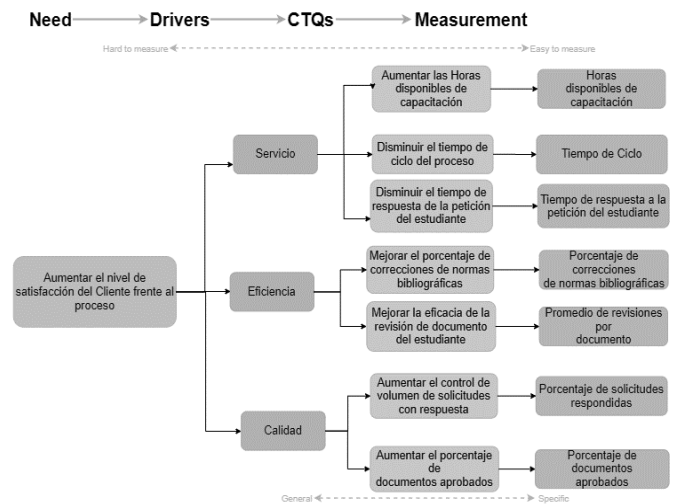 Need Drivers CTQs Measurement
Hard to measure Easy to measure
Aumentar el nivel de
satisfacción del Cliente frente al
proceso
Servicio
Aumentar las Horas
disponibles de
capacitación
Horas
disponibles de
capacitación
Disminuir el tiempo de
ciclo del proceso
Tiempo de Ciclo
Disminuir el tiempo de
respuesta de la petición
del estudiante
Tiempo de respuesta a la
petición del estudiante
Eficiencia
Mejorar el porcentaje de
correcciones de normas
bibliográficas
Porcentaje de
correcciones
de normas bibliográficas
Mejorar la eficacia de la
revisión de documento
del estudiante
Promedio de revisiones
por
documento
Calidad
Aumentar el control de
volumen de solicitudes
con respuesta
Porcentaje de solicitudes
respondidas
Aumentar el porcentaje
de
documentos aprobados
Porcentaje de
documentos
aprobados
General Specific